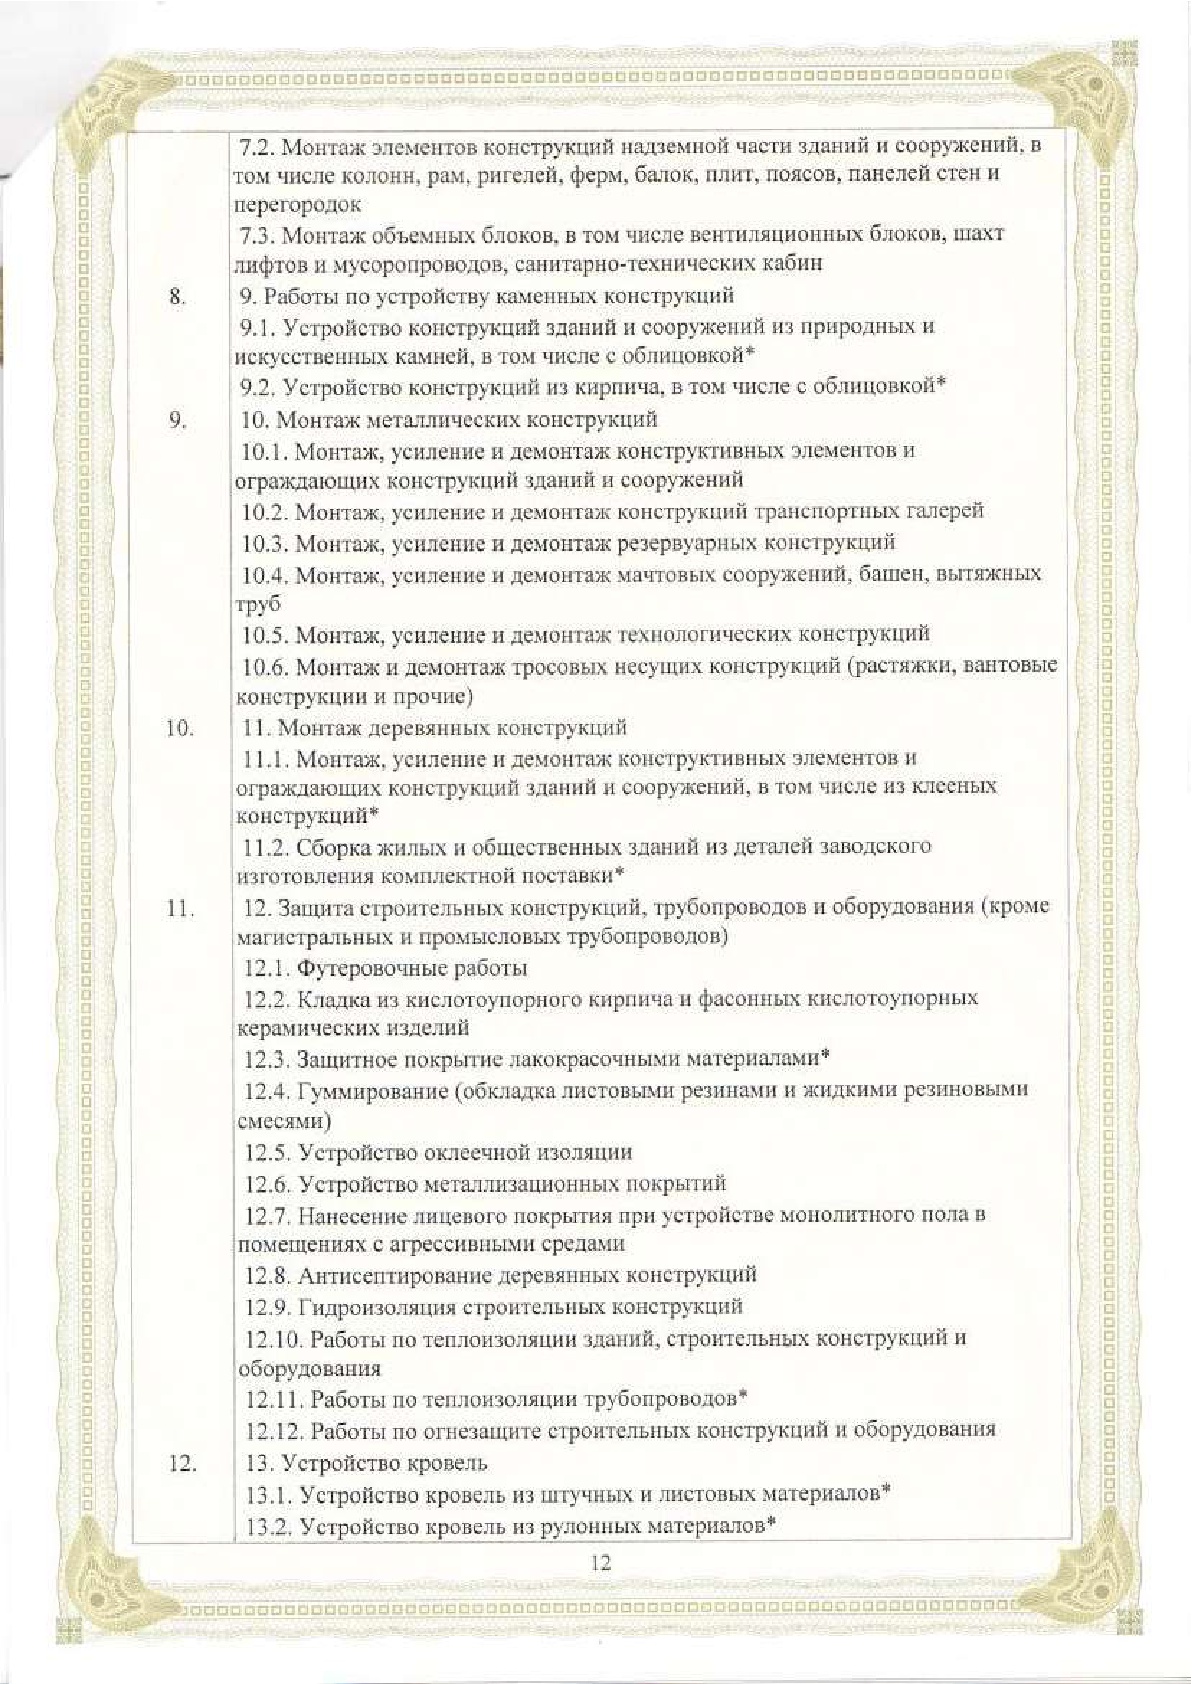 7.2. Монтаж элементов конструкций надземной части зданий и сооружений, в
том числе колонн, рам, ригелей, ферм, балок, плит, поясов, панелей стен и
перегородок
7.3. Монтаж объемных блоков, в том числе вентиляционных блоков, шахт
лифтов и мусоропроводов, санитарно-технических кабин
8. 9. Работы по устройству каменных конструкций
9.1. Устройство конструкций зданий и сооружений из природных и
искусственных камней, в том числе с облицовкой*
9.2. Устройство конструкций из кирпича, в том числе с облицовкой*
9. 10. Монтаж металлических конструкций
10.1. Монтаж, усиление и демонтаж конструктивных элементов и
ограждающих конструкций зданий и сооружений
10.2. Монтаж, усиление и демонтаж конструкций транспортных галерей
10.3. Монтаж, усиление и демонтаж резервуарных конструкций
10.4. Монтаж, усиление и демонтаж мачтовых сооружений, башен, вытяжных
труб
10.5. Монтаж, усиление и демонтаж технологических конструкций
10.6. Монтаж и демонтаж тросовых несущих конструкций (растяжки, вантовые
конструкции и прочие)
10. 11. Монтаж деревянных конструкций
11.1. Монтаж, усиление и демонтаж конструктивных элементов и
ограждающих конструкций зданий и сооружений, в том числе из клееных
конструкций*
11.2. Сборка жилых и общественных зданий из деталей заводского
изготовления комплектной поставки*
11. 12. Защита строительных конструкций, трубопроводов и оборудования (кроме
магистральных и промысловых трубопроводов)
12.1. Футеровочные работы
12.2. Кладка из кислотоупорного кирпича и фасонных кислотоупорных
керамических изделий
12.3. Защитное покрытие лакокрасочными материалами*
12.4. Гуммирование (обкладка листовыми резинами и жидкими резиновыми
смесями)
12.5. Устройство оклеечной изоляции
12.6. Устройство металлизационных покрытий
12.7. Нанесение лицевого покрытия при устройстве монолитного пола в
помещениях с агрессивными средами
12.8. Антисептирование деревянных конструкций
12.9. Гидроизоляция строительных конструкций
12.10. Работы по теплоизоляции зданий, строительных конструкций и
оборудования
12.11. Работы по теплоизоляции трубопроводов*
12.12. Работы по огнезащите строительных конструкций и оборудования
12. 13. Устройство кровель
13.1. Устройство кровель из штучных и листовых материалов*
13.2. Устройство кровель из рулонных материалов*
12